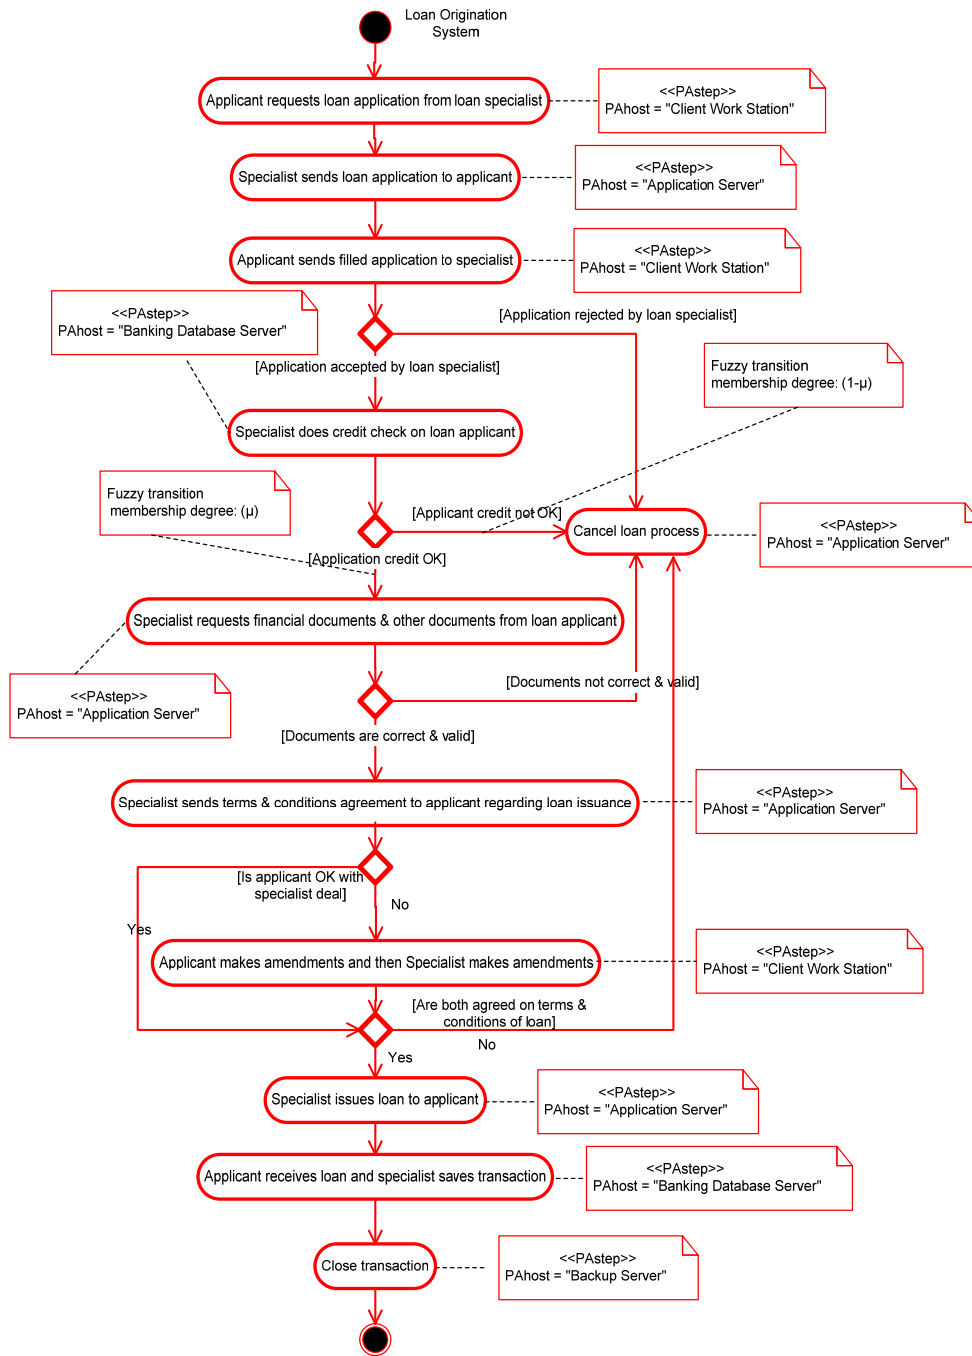 Loan Origination
System
Applicant requests loan application from loan specialist
<<PAstep>>
PAhost = "Client Work Station"
Specialist sends loan application to applicant
<<PAstep>>
PAhost = "Application Server"
Applicant sends filled application to specialist
<<PAstep>>
PAhost = "Client Work Station"
<<PAstep>>
PAhost = "Banking Database Server"
[Application rejected by loan specialist]
[Application accepted by loan specialist]
Fuzzy transition
membership degree: (1-µ)
Specialist does credit check on loan applicant
Fuzzy transition
membership degree: (µ)
[Applicant credit not OK]
Cancel loan process
<<PAstep>>
PAhost = "Application Server"
[Application credit OK]
Specialist requests financial documents & other documents from loan applicant
<<PAstep>>
PAhost = "Application Server"
[Documents not correct & valid]
[Documents are correct & valid]
Specialist sends terms & conditions agreement to applicant regarding loan issuance
<<PAstep>>
PAhost = "Application Server"
[Is applicant OK with
specialist deal]
No
Yes
Applicant makes amendments and then Specialist makes amendments
<<PAstep>>
PAhost = "Client Work Station"
[Are both agreed on terms &
conditions of loan]
No
Yes
Specialist issues loan to applicant
<<PAstep>>
PAhost = "Application Server"
Applicant receives loan and specialist saves transaction
<<PAstep>>
PAhost = "Banking Database Server"
Close transaction
<<PAstep>>
PAhost = "Backup Server"